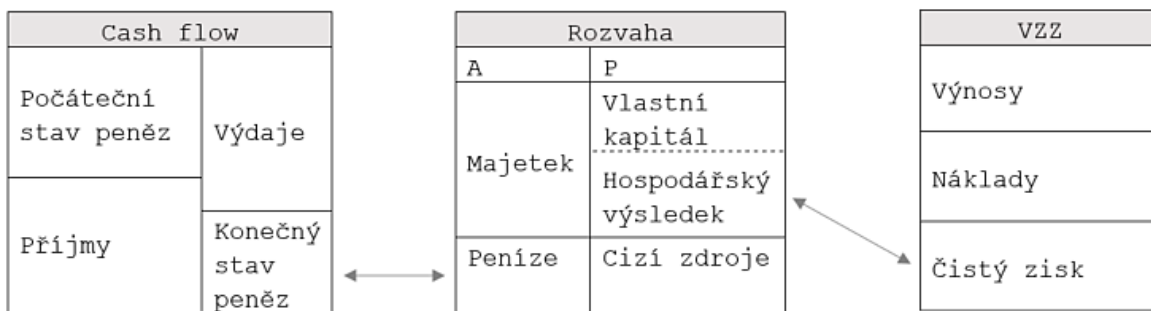 Cash flow
Počáteční
stav peněz
Výdaje
Příjmy
Konečný
stav
peněz
Rozvaha
A
P
Majetek
Vlastní
kapitál
Hospodářský
výsledek
Peníze
Cizí zdroje
VZZ
Výnosy
Náklady
Čistý zisk